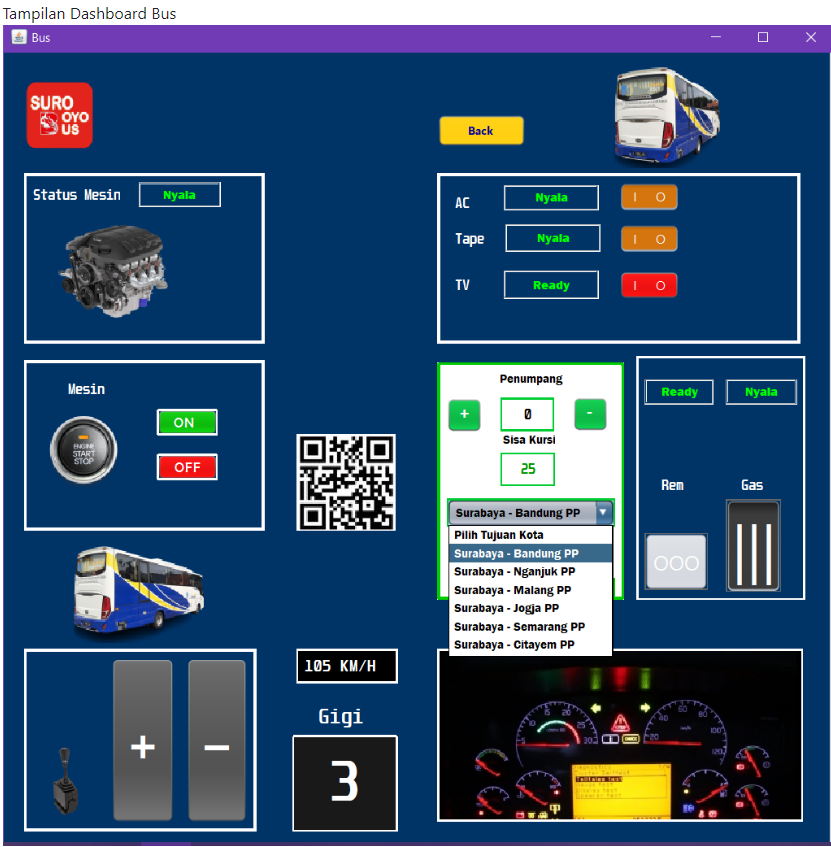 Tampilan Dashboard Bus
Bus
SURO
OYO
BUS
Back
Status Mesin
Nyala
AC
Nyala
I O
Tape
Nyala
I O
TV
Ready
I O
Mesin
ENGINE
START
STOP
ON
OFF
Penumpang
+
0
-
Sisa Kursi
25
Surabaya - Bandung PP
Pilih Tujuan Kota
Surabaya - Bandung PP
Surabaya - Nganjuk PP
Surabaya - Malang PP
Surabaya - Jogja PP
Surabaya - Semarang PP
Surabaya - Citayem PP
Ready
Nyala
Rem
Gas
+
−
105 KM/H
Gigi
3